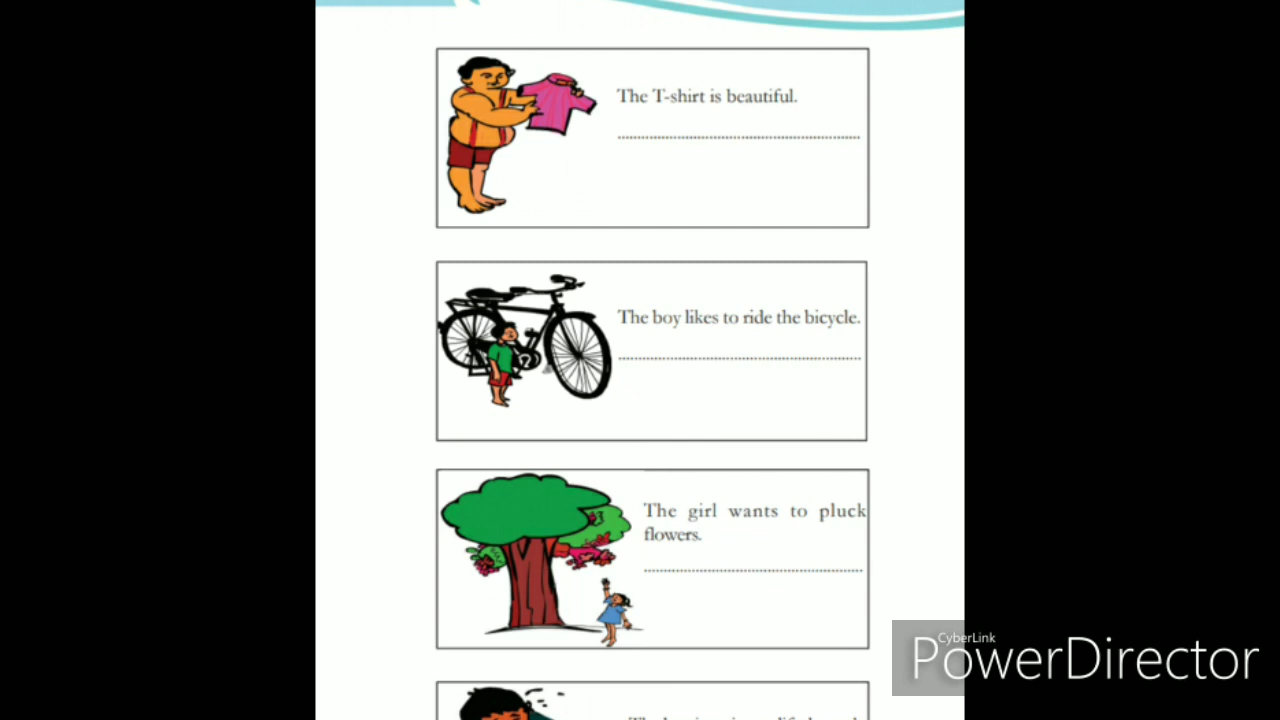 The T-shirt is beautiful.
The boy likes to ride the bicycle.
The girl wants to pluck
flowers.
CyberLink
PowerDirector